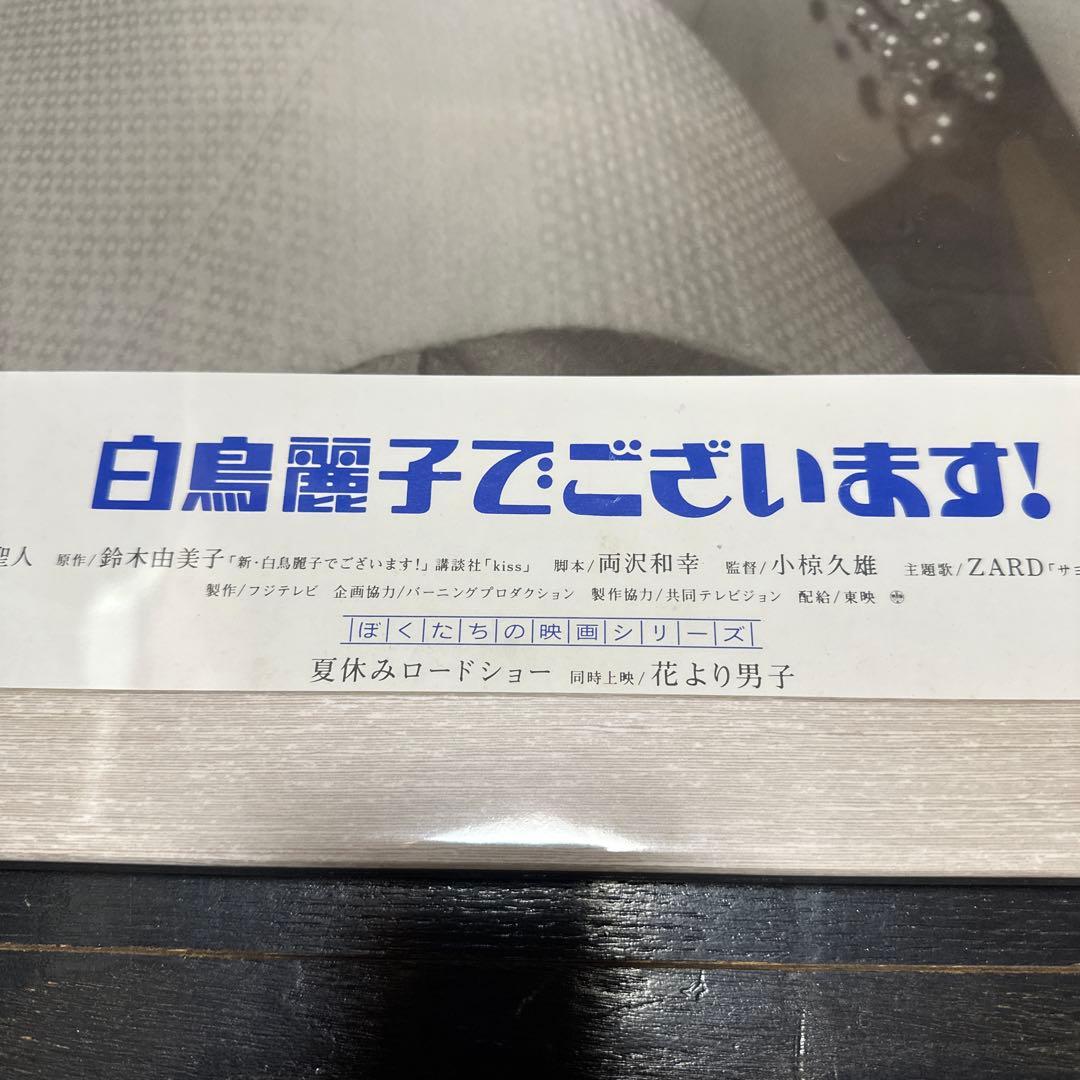 白鳥麗子でございます!
聖人 原作/鈴木由美子「新・白鳥麗子でございます!」講談社「kiss」 脚本/両沢和幸 監督/小椋久雄 主題歌/ZARD「サヨ
製作/フジテレビ 企画協力/バーニングプロダクション 製作協力/共同テレビジョン 配給/東映
ぼくたちの映画シリーズ
夏休みロードショー 同時上映/花より男子